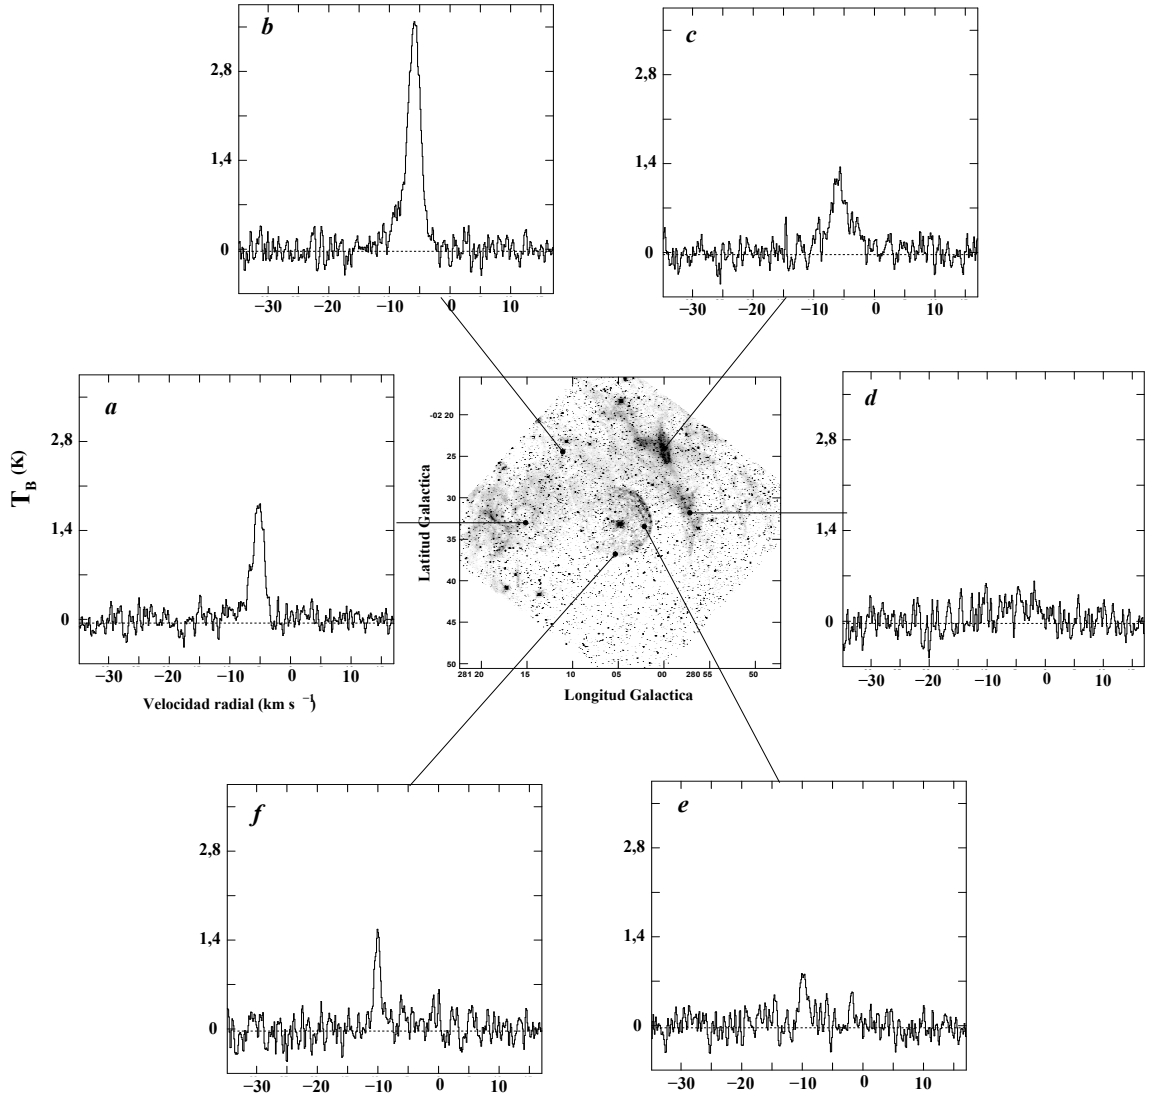 b
2,8
1,4
0
−30 −20 −10 0 10
c
2,8
1,4
0
−30 −20 −10 0 10
a
2,8
1,4
0
−30 −20 −10 0 10
Velocidad radial (km s −1)
T_B (K)
-02 20
25
30
35
40
45
50
281 20 15 10 05 00 280 55 50
Latitud Galactica
Longitud Galactica
d
2,8
1,4
0
−30 −20 −10 0 10
f
2,8
1,4
0
−30 −20 −10 0 10
e
2,8
1,4
0
−30 −20 −10 0 10